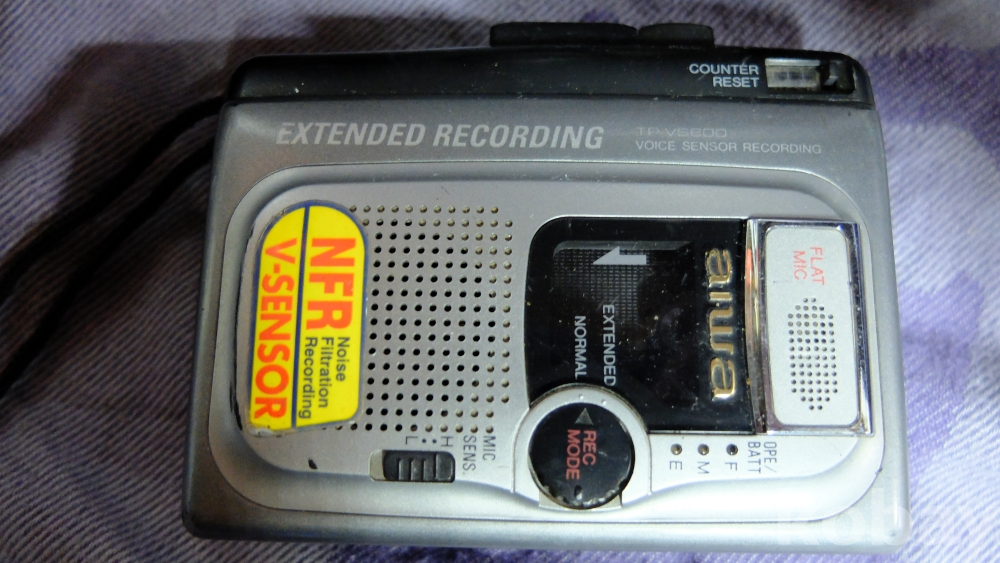 COUNTER
RESET
EXTENDED RECORDING
TP-VS600
VOICE SENSOR RECORDING
NFR
Noise
Filtration
Recording
V-SENSOR
EXTENDED
NORMAL
aiwa
FLAT
MIC
MIC
SENS.
H
L
REC
MODE
OPE/
BATT
F
M
E